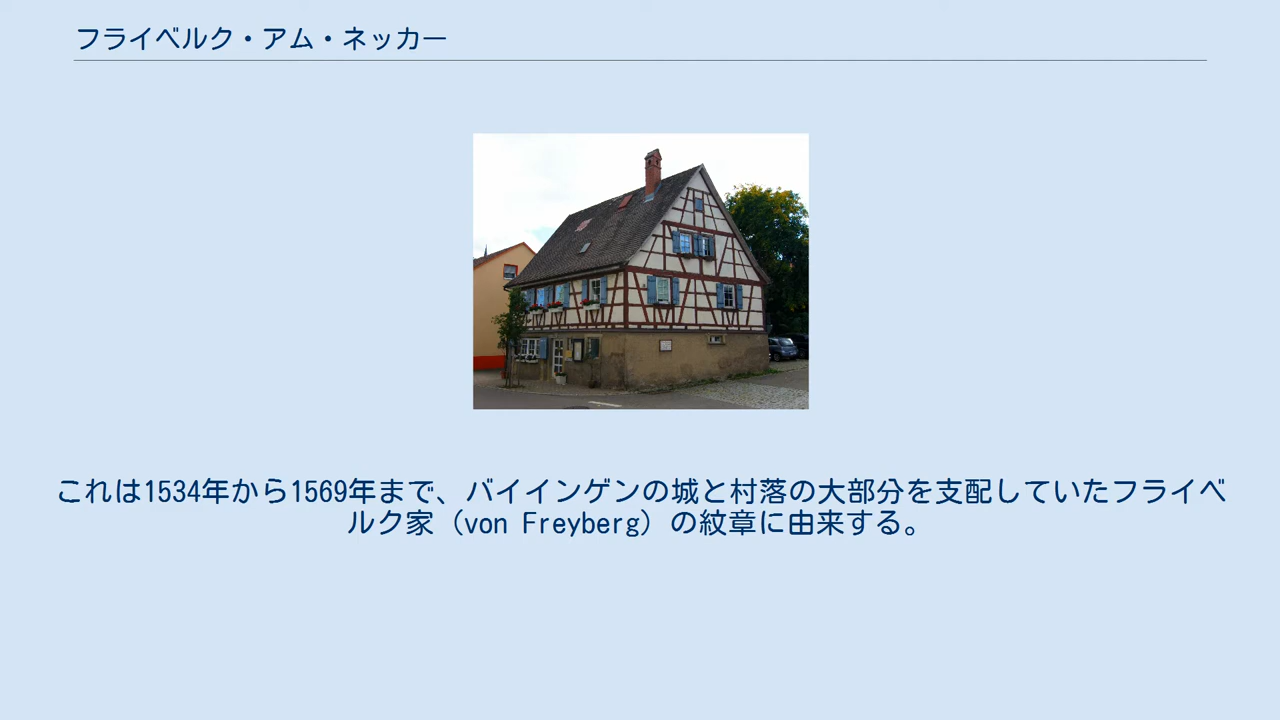 フライベルク・アム・ネッカー
これは1534年から1569年まで、バイインゲンの城と村落の大部分を支配していたフライベ
ルク家（von Freyberg）の紋章に由来する。